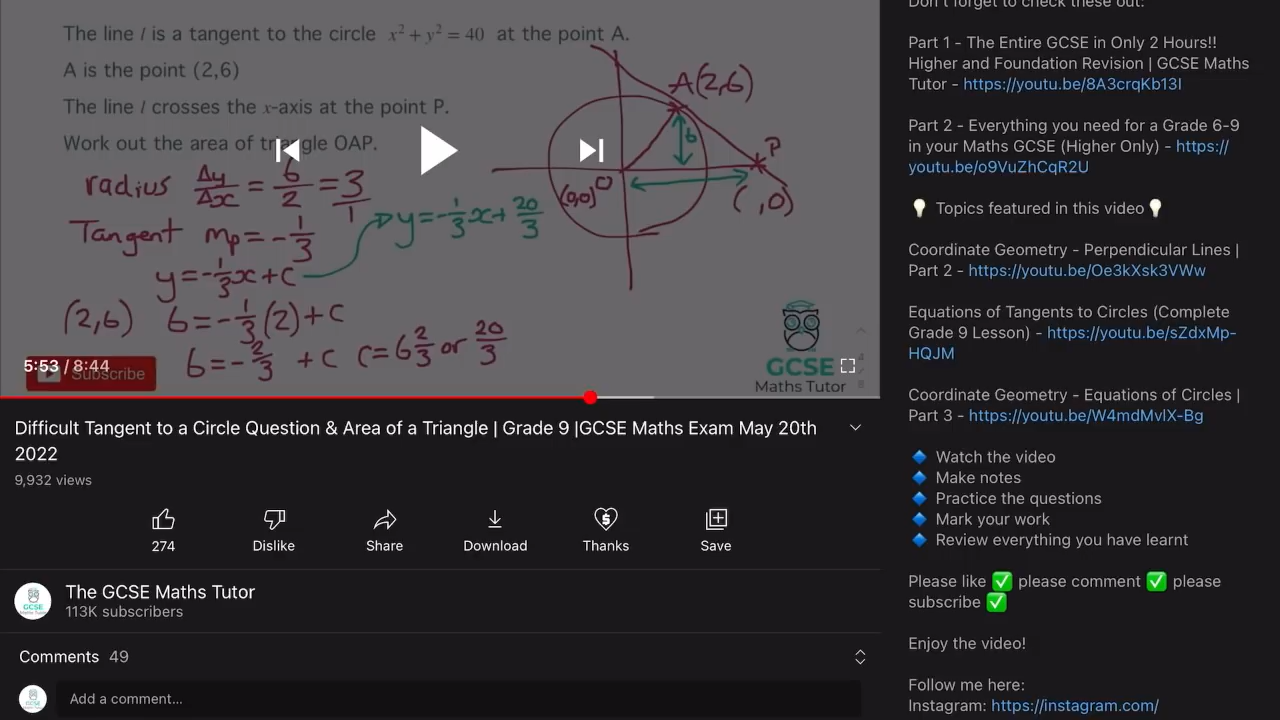 The line l is a tangent to the circle x² + y² = 40 at the point A.
A is the point (2,6)
The line l crosses the x-axis at the point P.
Work out the area of triangle OAP.
radius Δy/Δx = 6/2 = 3/1
Tangent mp = -1/3
y = -1/3x + c
y = -1/3x + 20/3
(2,6) 6 = -1/3(2) + c
6 = -2/3 + c c = 6 2/3 or 20/3
A(2,6)
6
P
(0,0) O
( ,0)
GCSE
Maths Tutor
5:53 / 8:44
Subscribe
Difficult Tangent to a Circle Question & Area of a Triangle | Grade 9 |GCSE Maths Exam May 20th
2022
9,932 views
274
Dislike
Share
Download
Thanks
Save
The GCSE Maths Tutor
113K subscribers
Comments 49
Add a comment...
Don't forget to check these out:
Part 1 - The Entire GCSE in Only 2 Hours!!
Higher and Foundation Revision | GCSE Maths
Tutor - https://youtu.be/8A3crqKb13I
Part 2 - Everything you need for a Grade 6-9
in your Maths GCSE (Higher Only) - https://
youtu.be/o9VuZhCqR2U
💡 Topics featured in this video💡
Coordinate Geometry - Perpendicular Lines |
Part 2 - https://youtu.be/Oe3kXsk3VWw
Equations of Tangents to Circles (Complete
Grade 9 Lesson) - https://youtu.be/sZdxMp-
HQJM
Coordinate Geometry - Equations of Circles |
Part 3 - https://youtu.be/W4mdMvlX-Bg
🔷 Watch the video
🔷 Make notes
🔷 Practice the questions
🔷 Mark your work
🔷 Review everything you have learnt
Please like ✅ please comment ✅ please
subscribe ✅
Enjoy the video!
Follow me here:
Instagram: https://instagram.com/